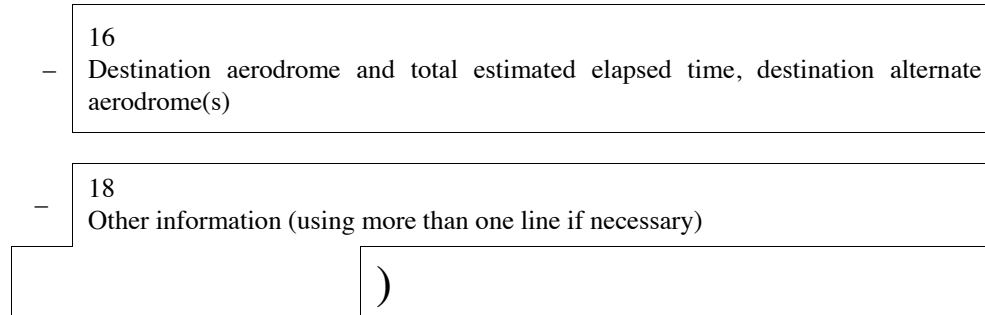 16
– Destination aerodrome and total estimated elapsed time, destination alternate
aerodrome(s)
18
– Other information (using more than one line if necessary)
)